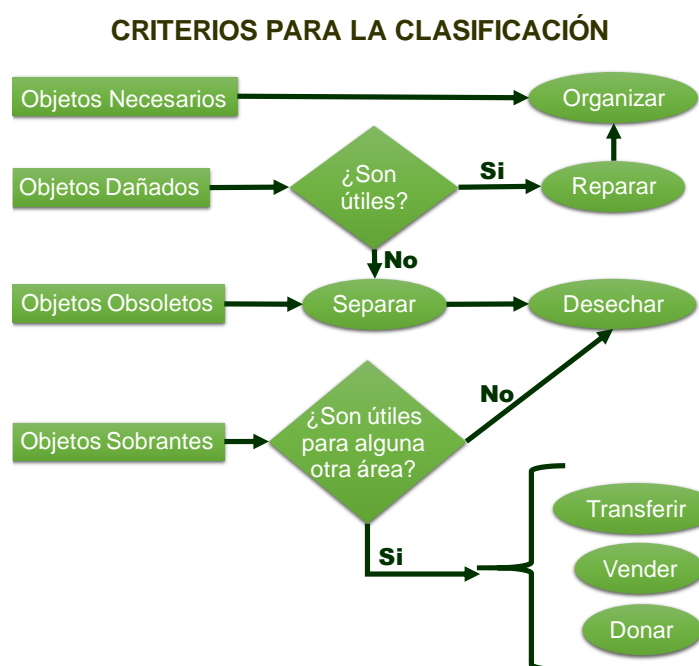 CRITERIOS PARA LA CLASIFICACIÓN
Objetos Necesarios
Organizar
Objetos Dañados
¿Son
útiles?
Si
Reparar
No
Objetos Obsoletos
Separar
Desechar
No
Objetos Sobrantes
¿Son útiles
para alguna
otra área?
Si
Transferir
Vender
Donar